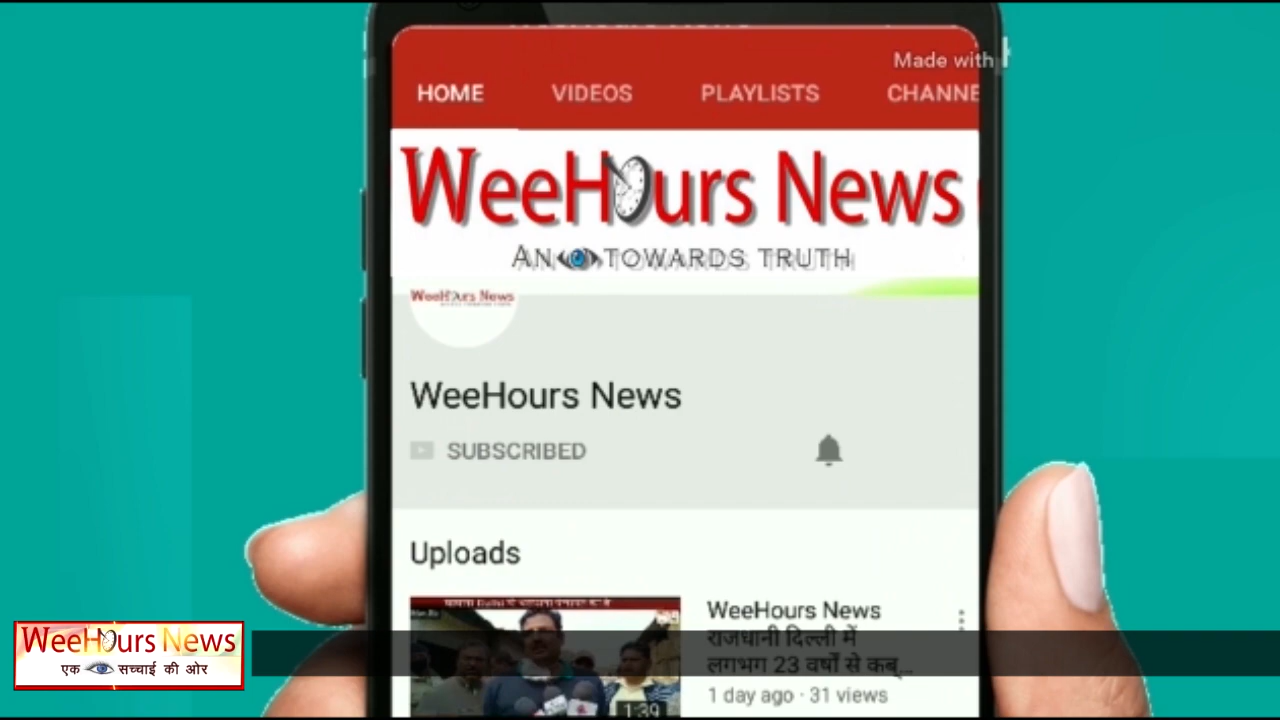 Made with
HOME VIDEOS PLAYLISTS CHANNE
WeeHours News
AN TOWARDS TRUTH
WeeHours News
WeeHours News
SUBSCRIBED
Uploads
WeeHours News
राजधानी दिल्ली में
लगभग 23 वर्षों से कब्...
1 day ago · 31 views
1:39
WeeHours News
एक सच्चाई की ओर